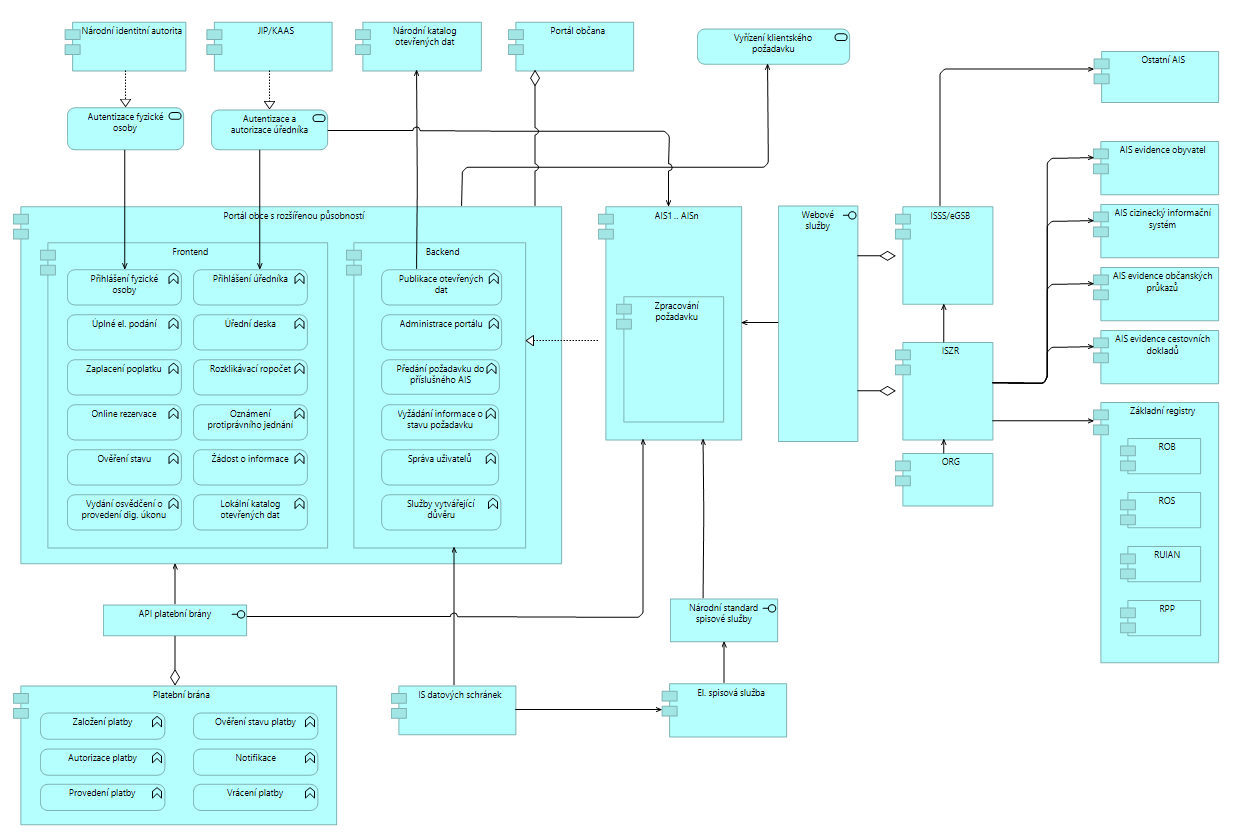 Národní identitní autorita
JIP/KAAS
Národní katalog
otevřených dat
Portál občana
Vyřízení klientského
požadavku
Ostatní AIS
Autentizace fyzické
osoby
Autentizace a
autorizace úředníka
AIS evidence obyvatel
AIS cizinecký informační
systém
AIS evidence občanských
průkazů
AIS evidence cestovních
dokladů
Portál obce s rozšířenou působností
Frontend
Přihlášení fyzické
osoby
Přihlášení úředníka
Úplné el. podání
Úřední deska
Zaplacení poplatku
Rozklikávací ropočet
Online rezervace
Oznámení
protiprávního jednání
Ověření stavu
Žádost o informace
Vydání osvědčení o
provedení dig. úkonu
Lokální katalog
otevřených dat
Backend
Publikace otevřených
dat
Administrace portálu
Předání požadavku do
příslušného AIS
Vyžádání informace o
stavu požadavku
Správa uživatelů
Služby vytvářející
důvěru
AIS1 .. AISn
Zpracování
požadavku
Webové
služby
ISSS/eGSB
ISZR
ORG
Základní registry
ROB
ROS
RUIAN
RPP
API platební brány
Národní standard
spisové služby
Platební brána
Založení platby
Ověření stavu platby
Autorizace platby
Notifikace
Provedení platby
Vrácení platby
IS datových schránek
El. spisová služba